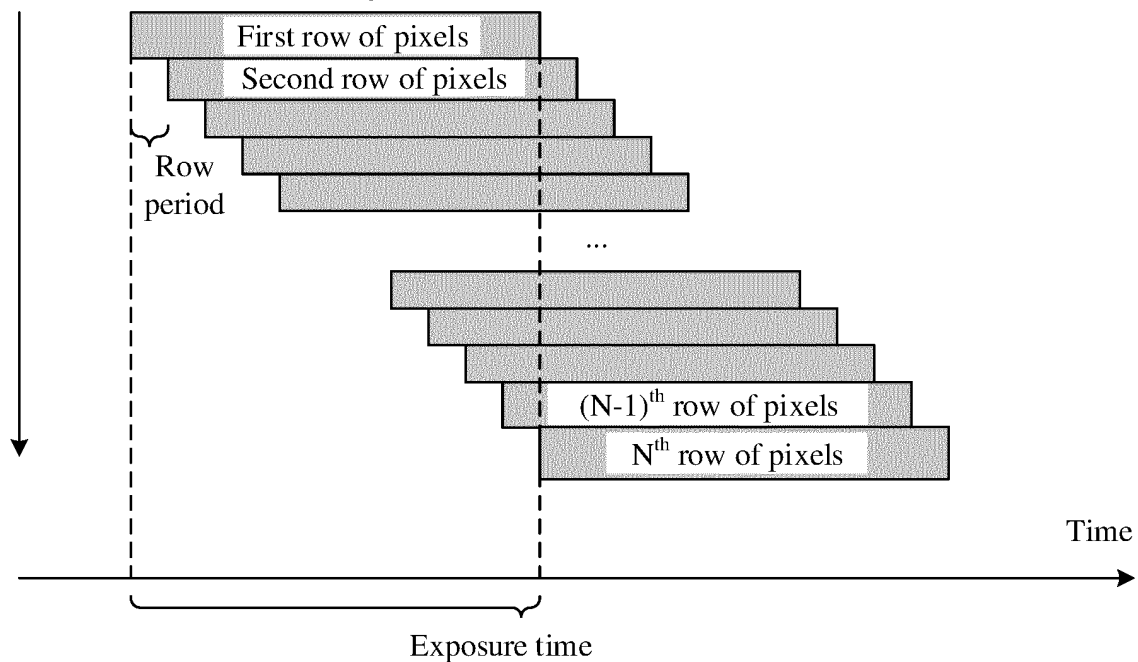 First row of pixels
Second row of pixels
Row
period
...
(N-1)th row of pixels
Nth row of pixels
Time
Exposure time